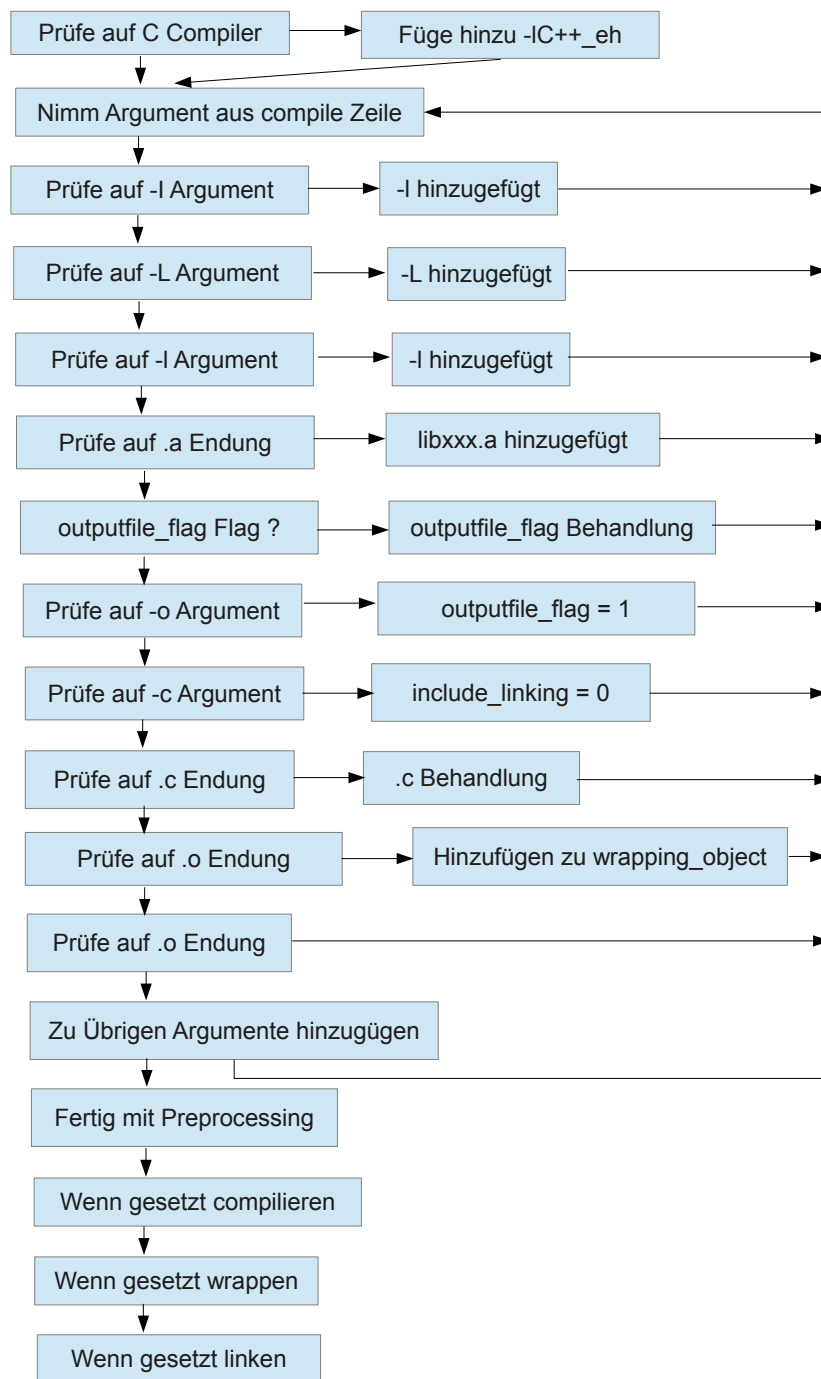 Prüfe auf C Compiler
Füge hinzu -lC++_eh
Nimm Argument aus compile Zeile
Prüfe auf -I Argument
-I hinzugefügt
Prüfe auf -L Argument
-L hinzugefügt
Prüfe auf -l Argument
-l hinzugefügt
Prüfe auf .a Endung
libxxx.a hinzugefügt
outputfile_flag Flag ?
outputfile_flag Behandlung
Prüfe auf -o Argument
outputfile_flag = 1
Prüfe auf -c Argument
include_linking = 0
Prüfe auf .c Endung
.c Behandlung
Prüfe auf .o Endung
Hinzufügen zu wrapping_object
Prüfe auf .o Endung
Zu Übrigen Argumente hinzugügen
Fertig mit Preprocessing
Wenn gesetzt compilieren
Wenn gesetzt wrappen
Wenn gesetzt linken